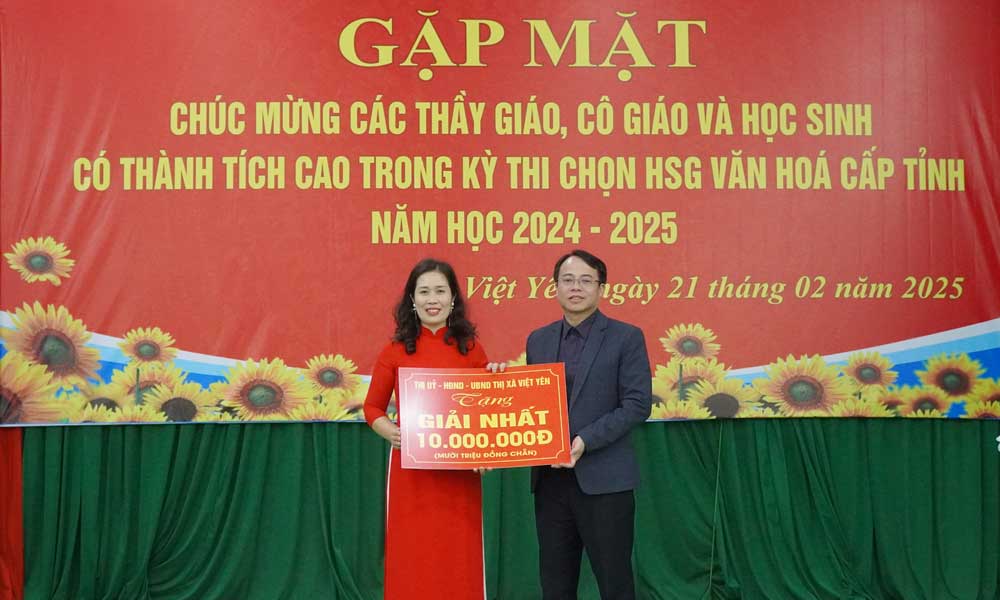 GẶP MẶT
CHÚC MỪNG CÁC THẦY GIÁO, CÔ GIÁO VÀ HỌC SINH
CÓ THÀNH TÍCH CAO TRONG KỲ THI CHỌN HSG VĂN HOÁ CẤP TỈNH
NĂM HỌC 2024 - 2025
Việt Yê , ngày 21 tháng 02 năm 2025
THỊ UỶ - HĐND - UBND THỊ XÃ VIỆT YÊN
Tặng
GIẢI NHẤT
10.000.000Đ
(MƯỜI TRIỆU ĐỒNG CHẴN)